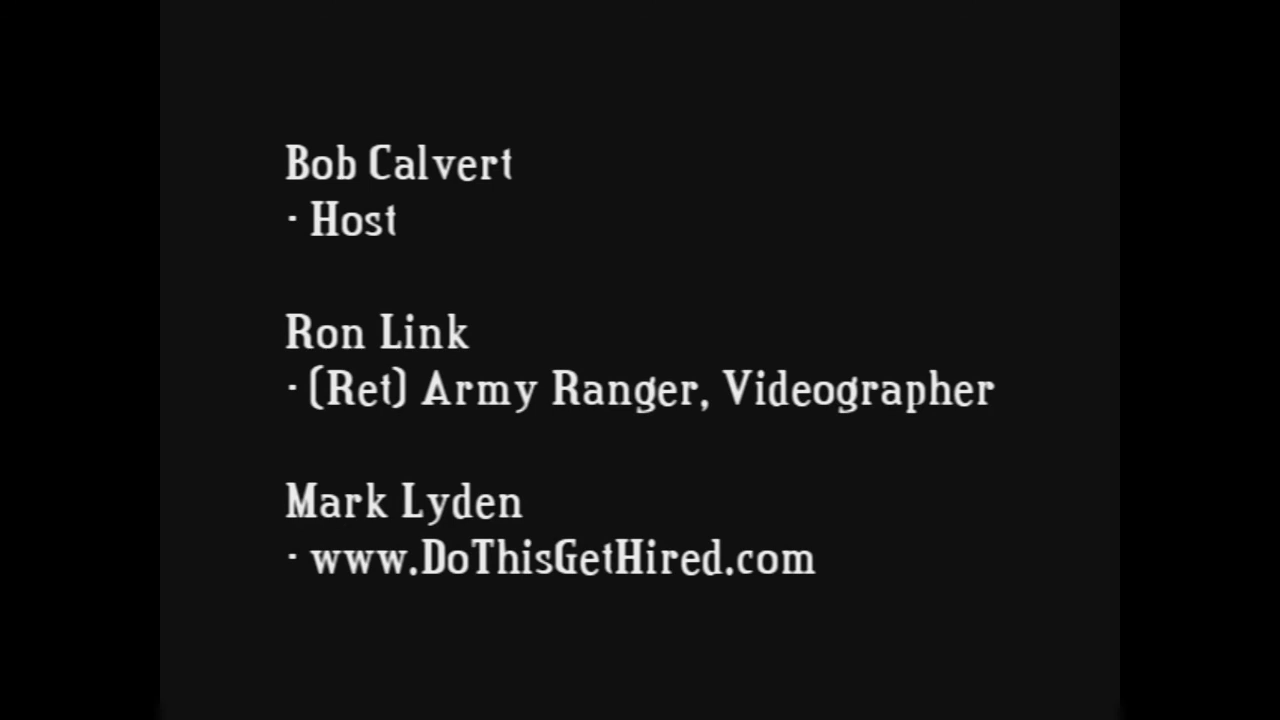 Bob Calvert
- Host
Ron Link
- (Ret) Army Ranger, Videographer
Mark Lyden
- www.DoThisGetHired.com